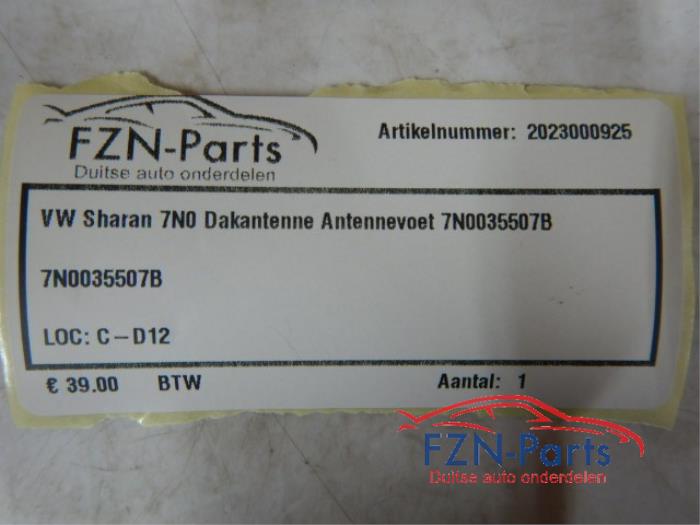 FZN-Parts
Duitse auto onderdelen
Artikelnummer: 2023000925
VW Sharan 7N0 Dakantenne Antennevoet 7N0035507B
7N0035507B
LOC: C-D12
€ 39.00 BTW Aantal: 1
FZN-Parts
Duitse auto onderdelen